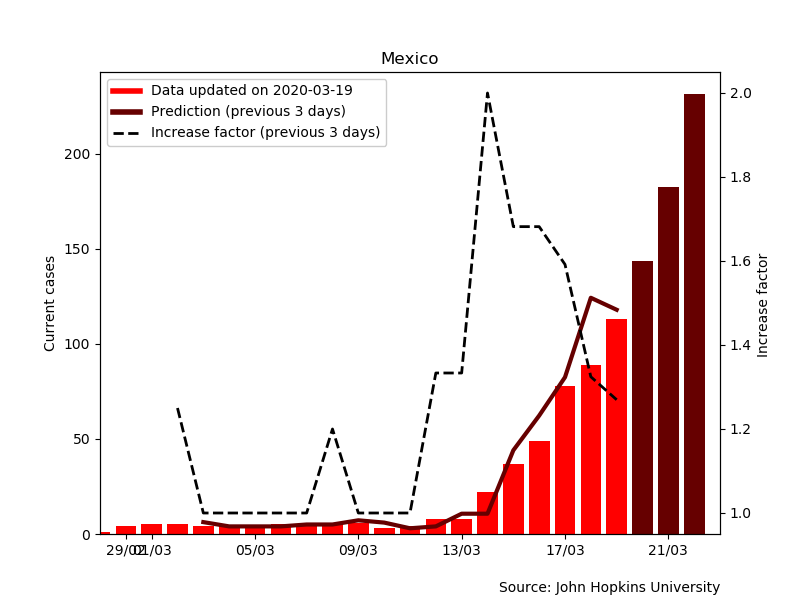 Mexico
Data updated on 2020-03-19
Prediction (previous 3 days)
Increase factor (previous 3 days)
Current cases
200
150
100
50
0
2.0
1.8
1.6
1.4
1.2
1.0
Increase factor
29/02 01/03 05/03 09/03 13/03 17/03 21/03
Source: John Hopkins University